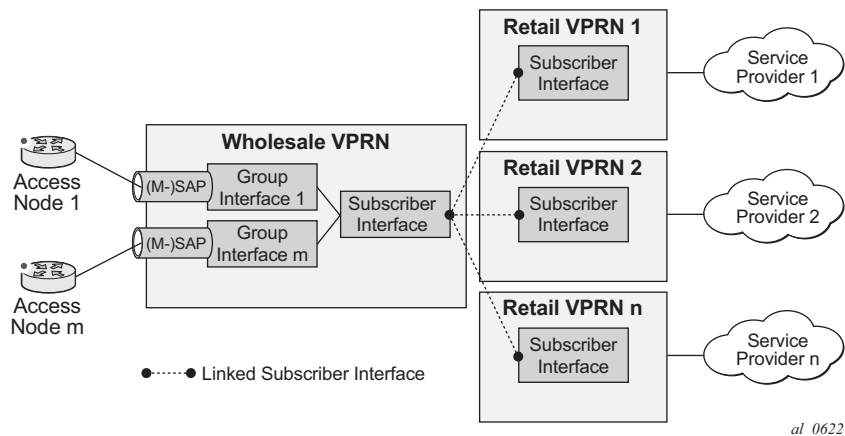 Retail VPRN 1
Subscriber
Interface
Service
Provider 1
Wholesale VPRN
Access
Node 1
(M-)SAP
Group
Interface 1
Subscriber
Interface
(M-)SAP
Group
Interface m
Access
Node m
Retail VPRN 2
Subscriber
Interface
Service
Provider 2
Retail VPRN n
Subscriber
Interface
Service
Provider n
Linked Subscriber Interface
al_0622